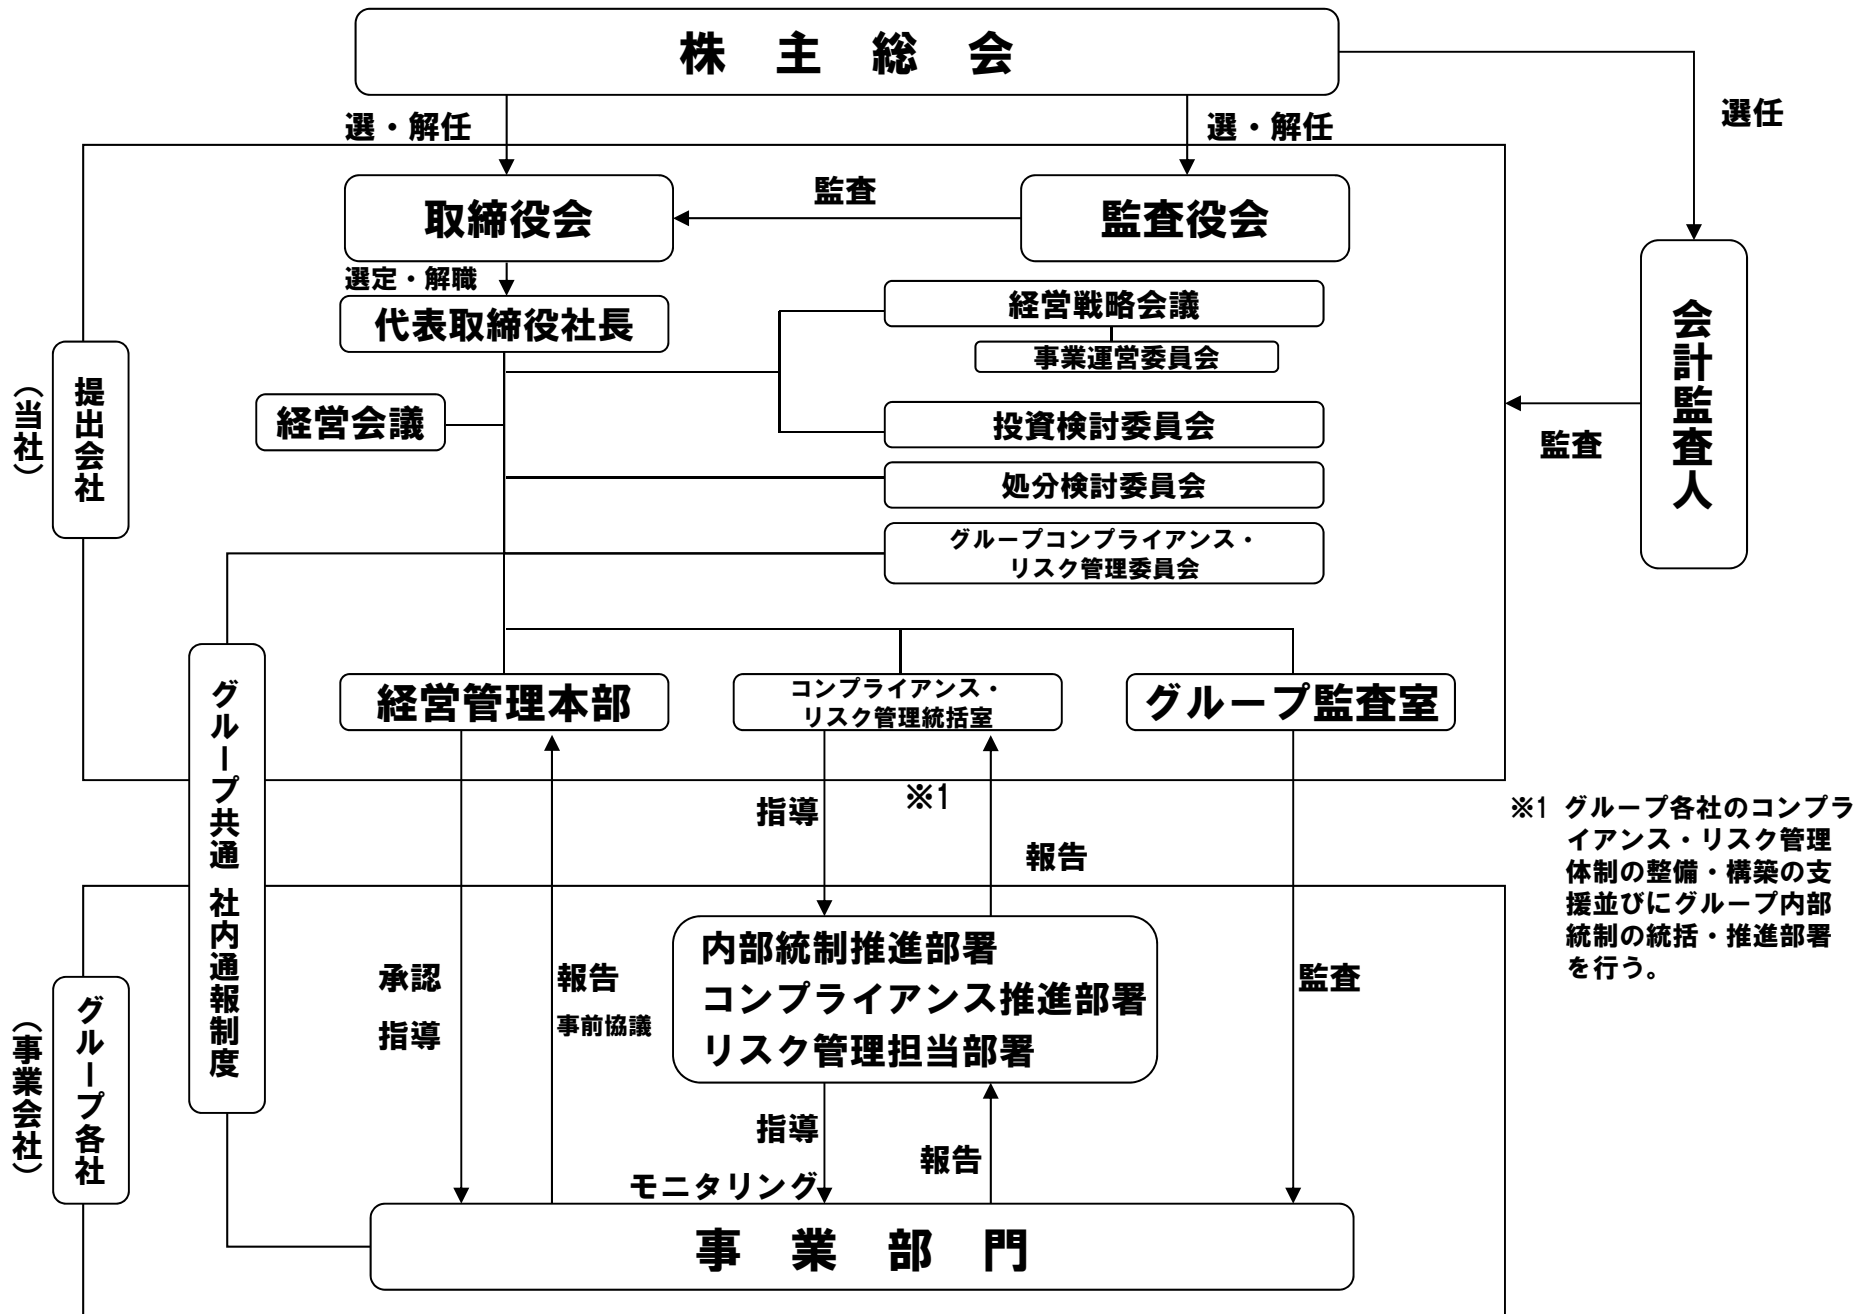 株主総会
選・解任
選・解任
選任
取締役会
監査
監査役会
選定・解職
代表取締役社長
経営戦略会議
事業運営委員会
経営会議
投資検討委員会
処分検討委員会
グループコンプライアンス・
リスク管理委員会
会計監査人
監査
提出会社
（当社）
経営管理本部
コンプライアンス・
リスク管理統括室
グループ監査室
グループ共通 社内通報制度
指導
※1
報告
※1 グループ各社のコンプラ
イアンス・リスク管理
体制の整備・構築の支
援並びにグループ内部
統制の統括・推進部署
を行う。
承認
指導
報告
事前協議
内部統制推進部署
コンプライアンス推進部署
リスク管理担当部署
監査
グループ各社
（事業会社）
指導
モニタリング
報告
事業部門